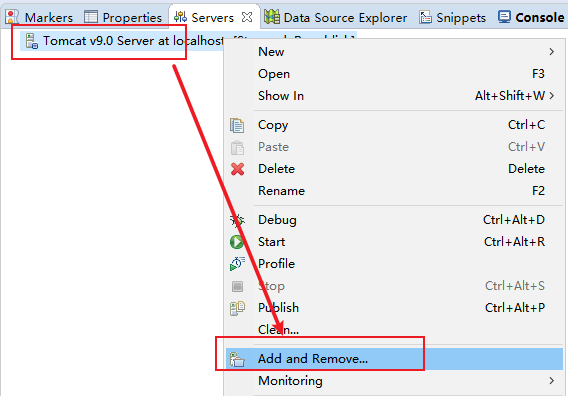 Markers Properties Servers Data Source Explorer Snippets Console
Tomcat v9.0 Server at localhost
New
Open F3
Show In Alt+Shift+W
Copy Ctrl+C
Paste Ctrl+V
Delete Delete
Rename F2
Debug Ctrl+Alt+D
Start Ctrl+Alt+R
Profile
Stop Ctrl+Alt+S
Publish Ctrl+Alt+P
Clean...
Add and Remove...
Monitoring